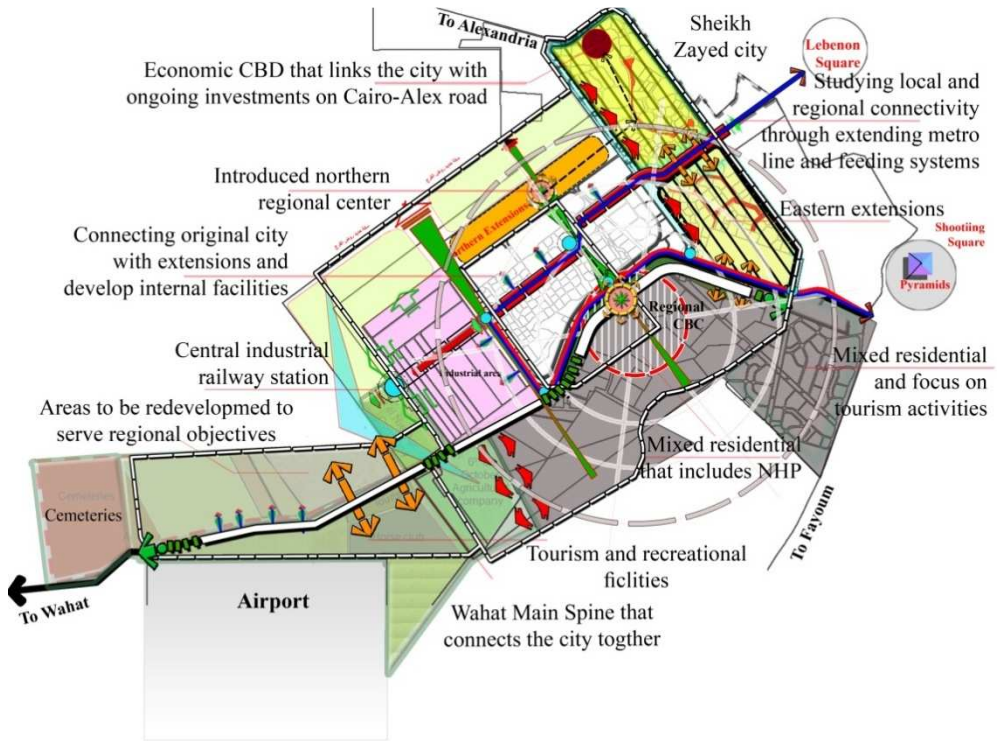 To Alexandria
Sheikh
Zayed city
Lebenon
Square
Economic CBD that links the city with
ongoing investments on Cairo-Alex road
Studying local and
regional connectivity
through extending metro
line and feeding systems
Introduced northern
regional center
Northern Extensions
Eastern extensions
Connecting original city
with extensions and
develop internal facilities
Shootiing
Square
Pyramids
Regional
CBC
Central industrial
railway station
Industrial area
Mixed residential
and focus on
tourism activities
Areas to be redevelopmed to
serve regional objectives
Mixed residential
that includes NHP
October
Agricultural
company
Cemeteries
Cemeteries
To Fayoum
Tourism and recreational
ficlities
To Wahat
Airport
Wahat Main Spine that
connects the city togther